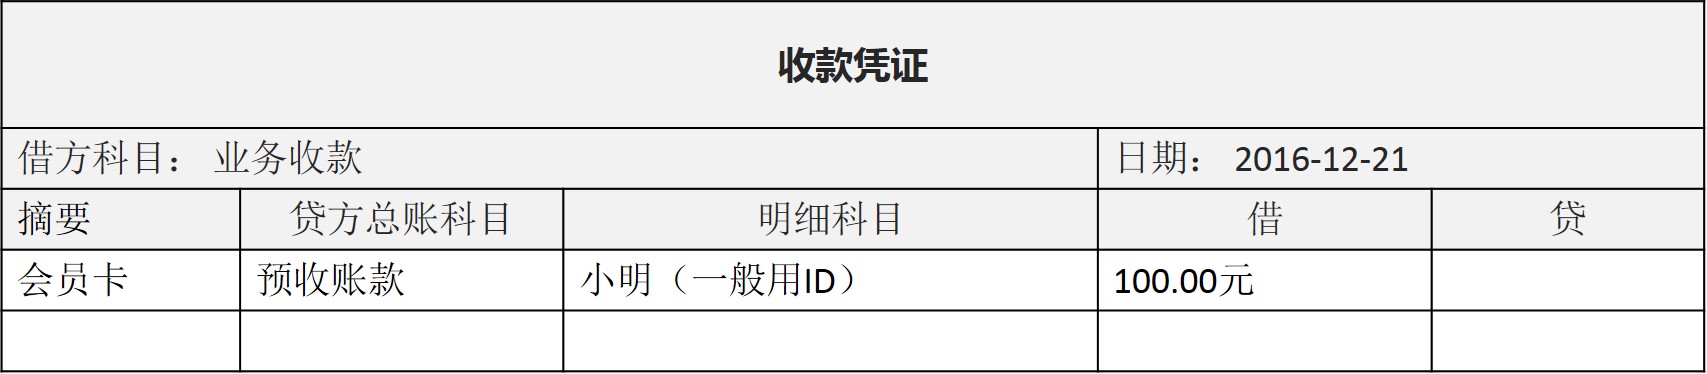 收款凭证
借方科目： 业务收款 日期： 2016-12-21
摘要 贷方总账科目 明细科目 借 贷
会员卡 预收账款 小明（一般用ID） 100.00元